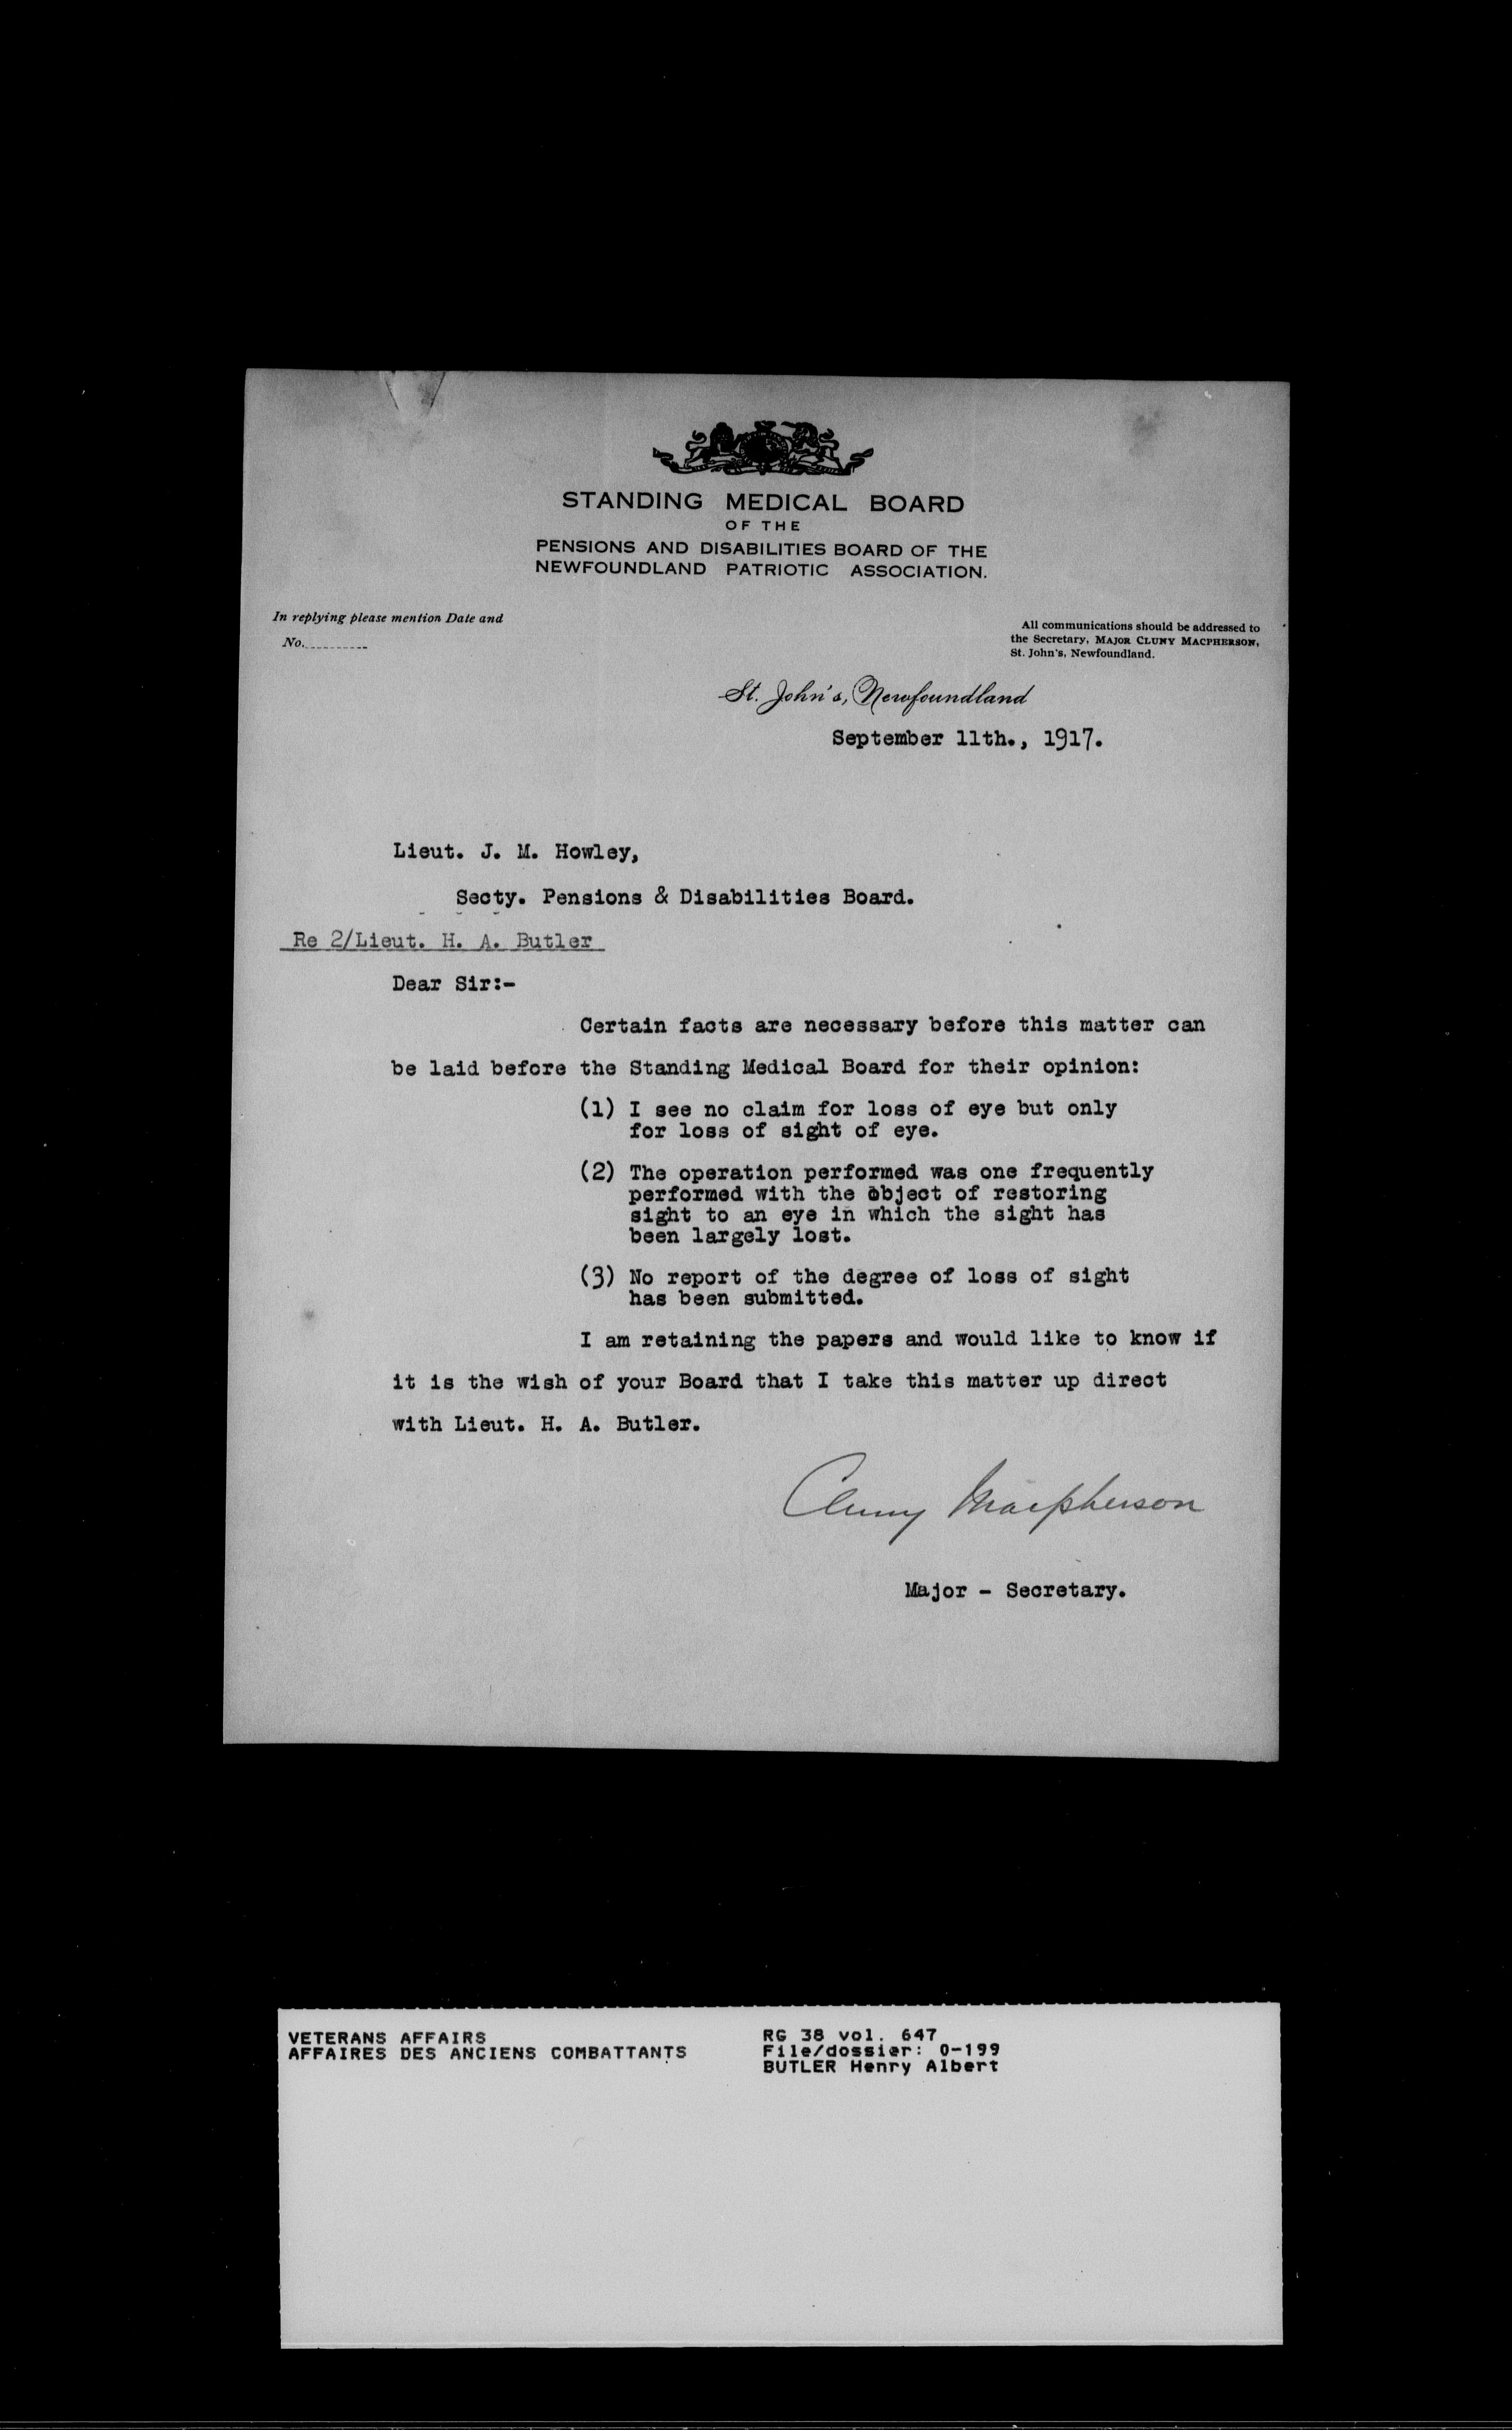 STANDING MEDICAL BOARD
OF THE
PENSIONS AND DISABILITIES BOARD OF THE
NEWFOUNDLAND PATRIOTIC ASSOCIATION.
In replying please mention Date and
No.
All communications should be addressed to
the Secretary, MAJOR CLUNY MACPHERSON,
St. John's, Newfoundland.
St. John's, Newfoundland
September 11th., 1917.
Lieut. J. M. Howley,
Secty. Pensions & Disabilities Board.
Re 2/Lieut. H. A. Butler
Dear Sir:-
Certain facts are necessary before this matter can
be laid before the Standing Medical Board for their opinion:
(1) I see no claim for loss of eye but only
for loss of sight of eye.
(2) The operation performed was one frequently
performed with the object of restoring
sight to an eye in which the sight has
been largely lost.
(3) No report of the degree of loss of sight
has been submitted.
I am retaining the papers and would like to know if
it is the wish of your Board that I take this matter up direct
with Lieut. H. A. Butler.
Cluny Macpherson
Major - Secretary.
VETERANS AFFAIRS
AFFAIRES DES ANCIENS COMBATTANTS
RG 38 vol. 647
File/dossier: 0-199
BUTLER Henry Albert